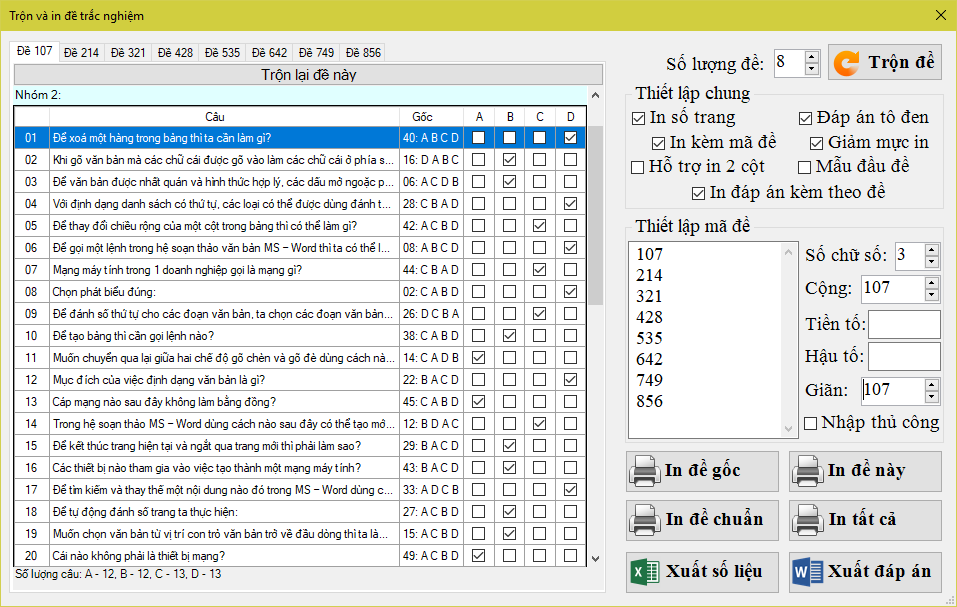 Trộn và in đề trắc nghiệm
Đề 107 Đề 214 Đề 321 Đề 428 Đề 535 Đề 642 Đề 749 Đề 856
Trộn lại đề này
Nhóm 2:
Câu Gốc A B C D
01 Để xoá một hàng trong bảng thì ta cần làm gì? 40: A B C D
02 Khi gõ văn bản mà các chữ cái được gõ vào làm các chữ cái ở phía s... 16: D A B C
03 Để văn bản được nhất quán và hình thức hợp lý, các dấu mở ngoặc p... 06: A C D B
04 Với định dạng danh sách có thứ tự, các loại có thể được dùng đánh t... 28: C B A D
05 Để thay đổi chiều rộng của một cột trong bảng thì có thể làm gì? 42: A C B D
06 Để gọi một lệnh trong hệ soạn thảo văn bản MS – Word thì ta có thể l... 08: A B C D
07 Mạng máy tính trong 1 doanh nghiệp gọi là mạng gì? 44: C B A D
08 Chọn phát biểu đúng: 02: C A B D
09 Để đánh số thứ tự cho các đoạn văn bản, ta chọn các đoạn văn bản... 26: D C B A
10 Để tạo bảng thì cần gọi lệnh nào? 38: C A B D
11 Muốn chuyển qua lại giữa hai chế độ gõ chèn và gõ đè dùng cách nà... 14: C A D B
12 Mục đích của việc định dạng văn bản là gì? 22: B A C D
13 Cáp mạng nào sau đây không làm bằng đồng? 45: C A B D
14 Trong hệ soạn thảo MS – Word dùng cách nào sau đây có thể tạo mớ... 12: B D A C
15 Để kết thúc trang hiện tại và ngắt qua trang mới thì phải làm sao? 29: B A C D
16 Các thiết bị nào tham gia vào việc tạo thành một mạng máy tính? 43: B A C D
17 Để tìm kiếm và thay thế một nội dung nào đó trong MS – Word dùng c... 33: A D C B
18 Để tự động đánh số trang ta thực hiện: 27: A C B D
19 Muốn chọn văn bản từ vị trí con trỏ văn bản trở về đầu dòng thì ta là... 15: A C B D
20 Cái nào không phải là thiết bị mạng? 49: A C B D
Số lượng câu: A - 12, B - 12, C - 13, D - 13
Số lượng đề: 8 Trộn đề
Thiết lập chung
In số trang Đáp án tô đen
In kèm mã đề Giảm mực in
Hỗ trợ in 2 cột Mẫu đầu đề
In đáp án kèm theo đề
Thiết lập mã đề
107
214
321
428
535
642
749
856
Số chữ số: 3
Cộng: 107
Tiền tố:
Hậu tố:
Giãn: 107
Nhập thủ công
In đề gốc In đề này
In đề chuẩn In tất cả
Xuất số liệu Xuất đáp án